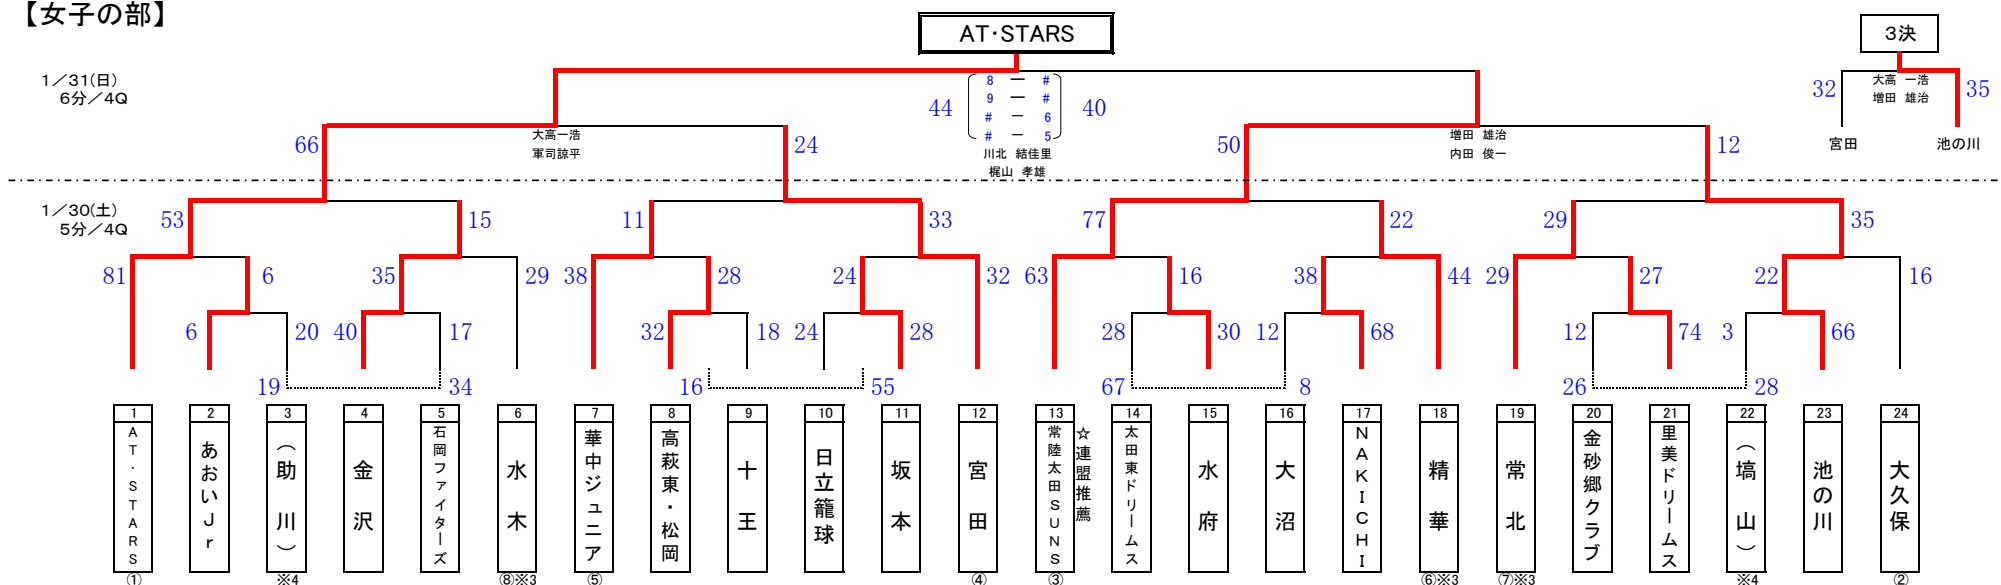 【女子の部】
AT・STARS
3決
1／31(日)
6分／4Q
44
8 ー #
9 ー #
# ー 6
# ー 5
40
川北 結佳里
梶山 孝雄
32
大高 一浩
増田 雄治
35
宮田
池の川
66
大高一浩
軍司諒平
24
50
増田 雄治
内田 俊一
12
1／30(土)
5分／4Q
53
15
11
33
77
22
29
35
81
6
35
29
38
28
24
32
63
16
38
44
29
27
22
16
6
20
40
17
32
18
24
28
28
30
12
68
12
74
3
66
19
34
16
55
67
8
26
28
1
2
3
4
5
6
7
8
9
10
11
12
13
14
15
16
17
18
19
20
21
22
23
24
AT・STARS
あおいJr
（助川）
金沢
石岡ファイターズ
水木
華中ジュニア
高萩東・松岡
十王
日立籠球
坂本
宮田
常陸太田SUNS
☆連盟推薦
太田東ドリームス
水府
大沼
NAKICHI
精華
常北
金砂郷クラブ
里美ドリームス
（塙山）
池の川
大久保
①
※4
⑧※3
⑤
④
③
⑥※3
⑦※3
※4
②